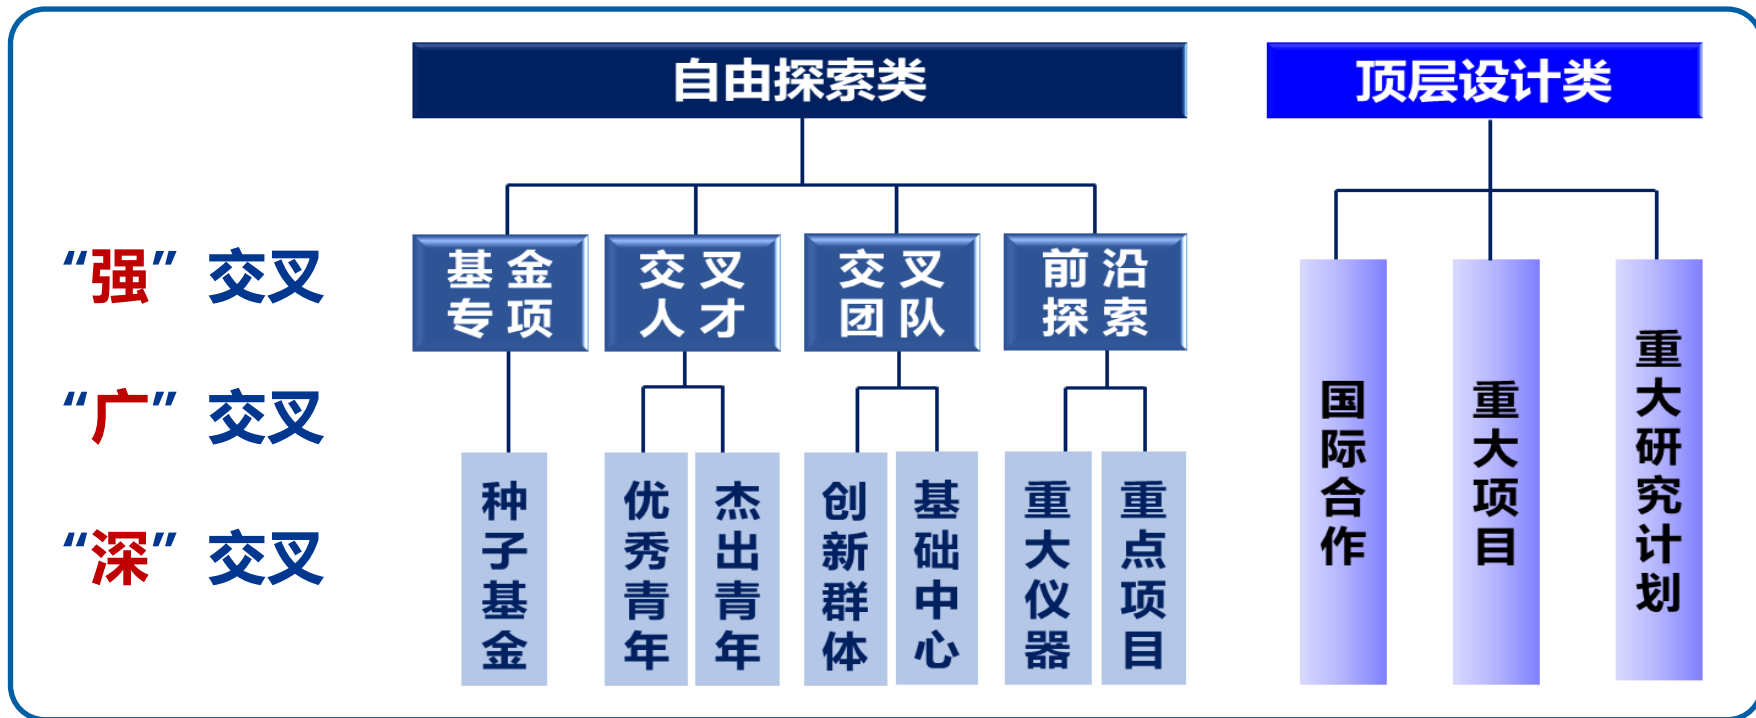 自由探索类
顶层设计类
“强” 交叉
“广” 交叉
“深” 交叉
基金
专项
交叉
人才
交叉
团队
前沿
探索
种子基金
优秀青年
杰出青年
创新群体
基础中心
重大仪器
重点项目
国际合作
重大项目
重大研究计划